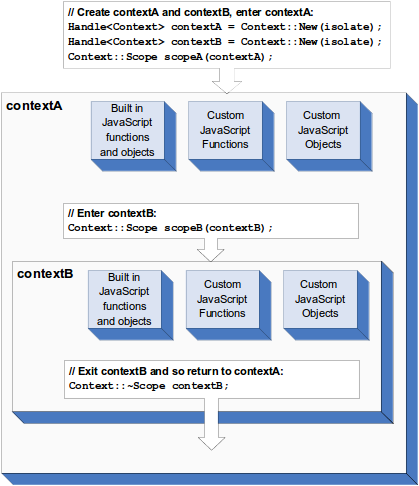 // Create contextA and contextB, enter contextA:
Handle<Context> contextA = Context::New(isolate);
Handle<Context> contextB = Context::New(isolate);
Context::Scope scopeA(contextA);
contextA
Built in
JavaScript
functions
and objects
Custom
JavaScript
Functions
Custom
JavaScript
Objects
// Enter contextB:
Context::Scope scopeB(contextB);
contextB
Built in
JavaScript
functions
and objects
Custom
JavaScript
Functions
Custom
JavaScript
Objects
// Exit contextB and so return to contextA:
Context::~Scope contextB;